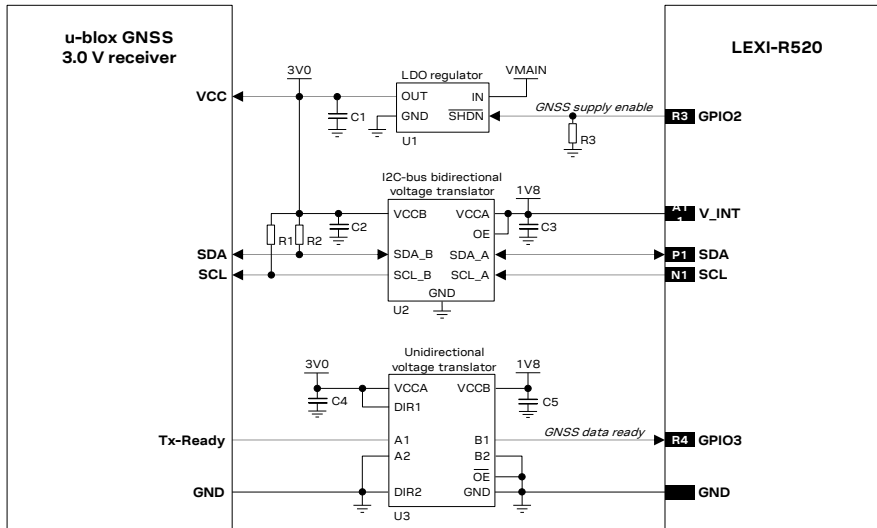 u-blox GNSS
3.0 V receiver
LEXI-R520
3V0
LDO regulator
VMAIN
VCC
OUT
IN
GNSS supply enable
C1
GND
SHDN
R3
GPIO2
U1
R3
I2C-bus bidirectional
voltage translator
1V8
VCCB
VCCA
V_INT
C2
OE
C3
R1
R2
SDA
SDA_B
SDA_A
P1
SDA
SCL
SCL_B
SCL_A
N1
SCL
GND
U2
Unidirectional
voltage translator
3V0
1V8
VCCA
VCCB
C4
DIR1
C5
Tx-Ready
A1
B1
GNSS data ready
R4
GPIO3
A2
B2
OE
GND
DIR2
GND
GND
U3